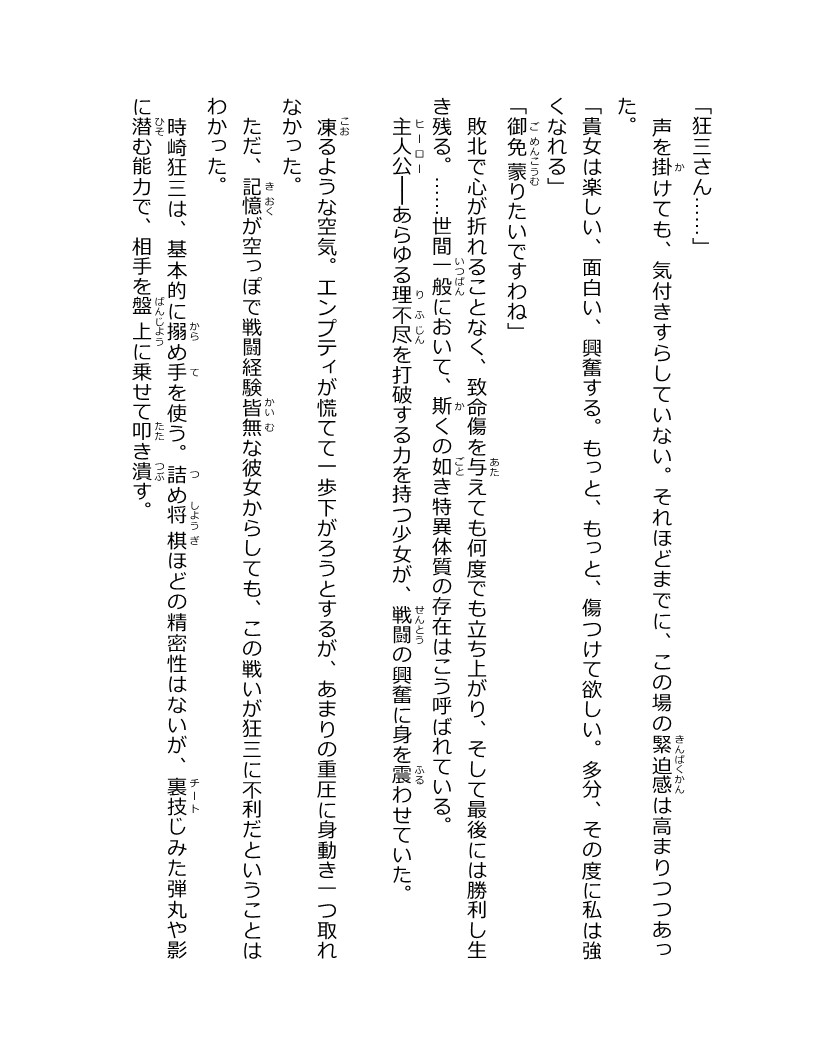 「狂三さん……」
声を掛けても、気付きすらしていない。それほどまでに、この場の緊迫感は高まりつつあっ
た。
「貴女は楽しい、面白い、興奮する。もっと、もっと、傷つけて欲しい。多分、その度に私は強
くなれる」
「御免蒙りたいですわね」
敗北で心が折れることなく、致命傷を与えても何度でも立ち上がり、そして最後には勝利し生
き残る。……世間一般において、斯くの如き特異体質の存在はこう呼ばれている。
主人公──あらゆる理不尽を打破する力を持つ少女が、戦闘の興奮に身を震わせていた。
凍るような空気。エンプティが慌てて一歩下がろうとするが、あまりの重圧に身動き一つ取れ
なかった。
ただ、記憶が空っぽで戦闘経験皆無な彼女からしても、この戦いが狂三に不利だということは
わかった。
時崎狂三は、基本的に搦め手を使う。詰め将棋ほどの精密性はないが、裏技じみた弾丸や影
に潜む能力で、相手を盤上に乗せて叩き潰す。